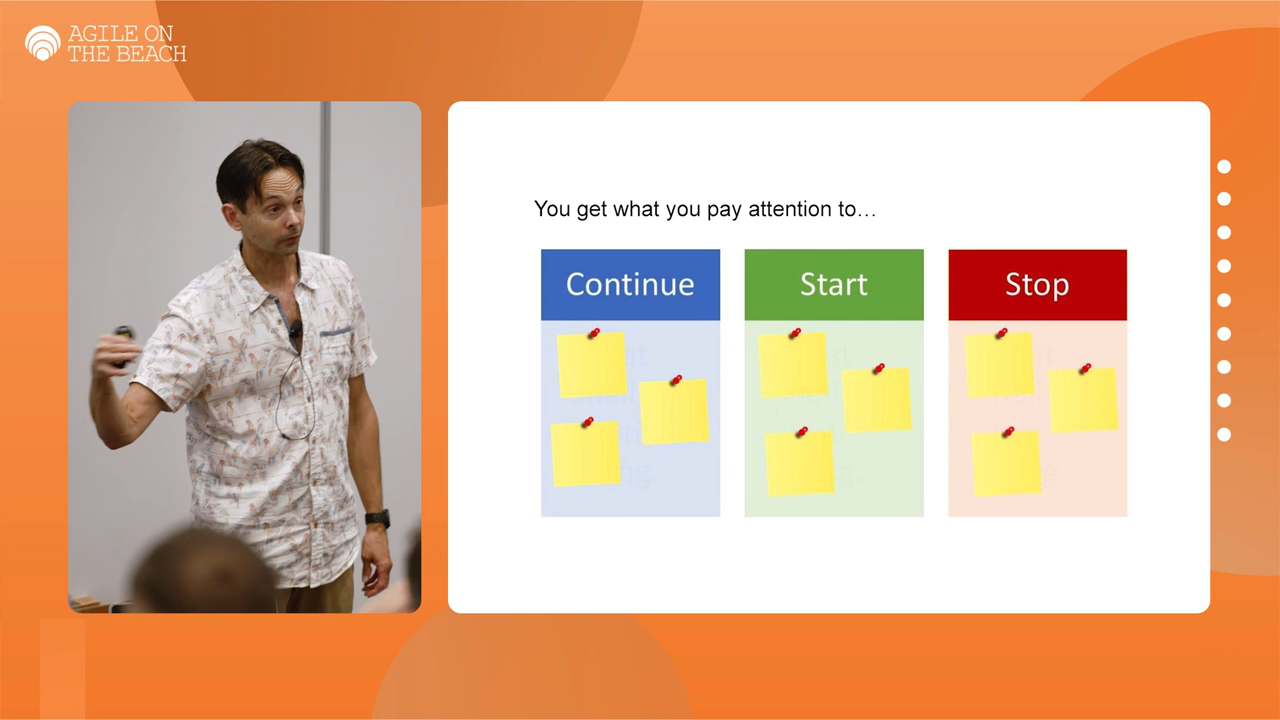 AGILE ON
THE BEACH
You get what you pay attention to…
Continue
Start
Stop